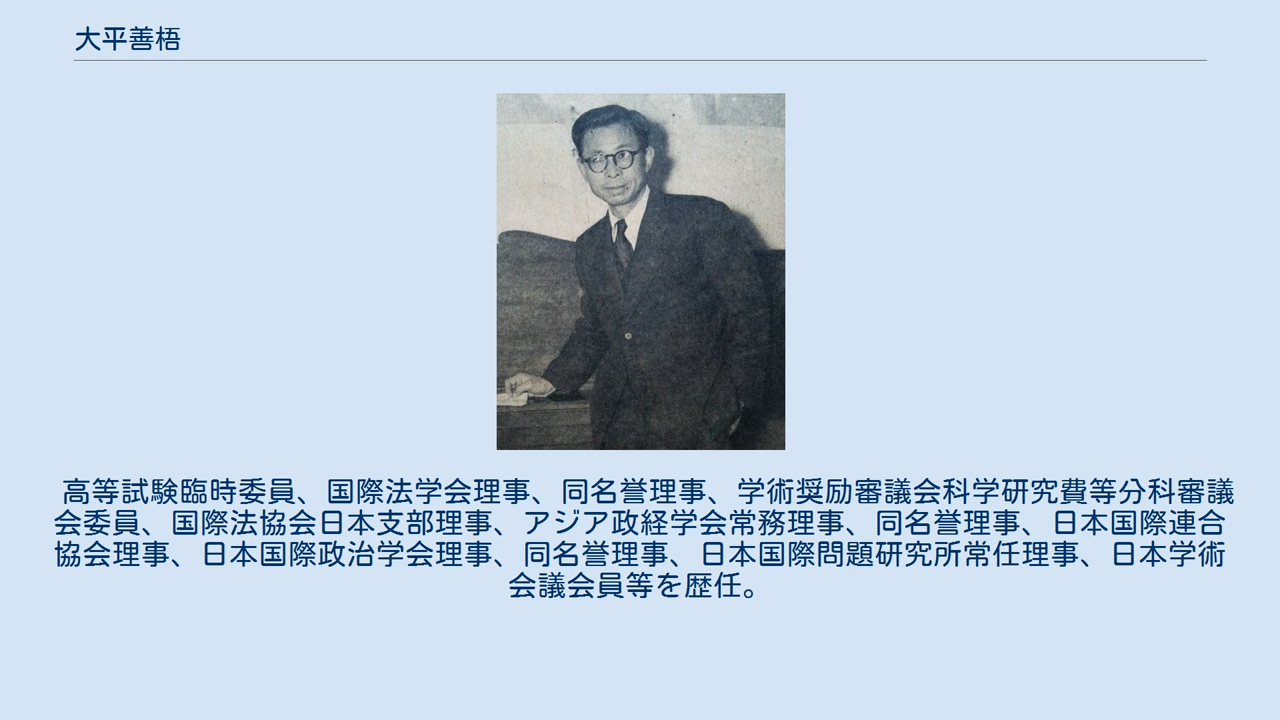 大平善梧
高等試験臨時委員、国際法学会理事、同名誉理事、学術奨励審議会科学研究費等分科審議
会委員、国際法協会日本支部理事、アジア政経学会常務理事、同名誉理事、日本国際連合
協会理事、日本国際政治学会理事、同名誉理事、日本国際問題研究所常任理事、日本学術
会議会員等を歴任。